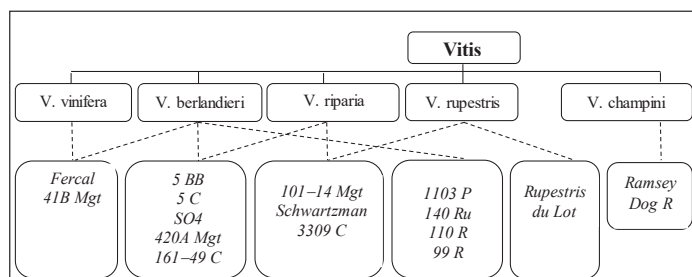 Vitis
V. vinifera
V. berlandieri
V. riparia
V. rupestris
V. champini
Fercal
41B Mgt
5 BB
5 C
SO4
420A Mgt
161–49 C
101–14 Mgt
Schwartzman
3309 C
1103 P
140 Ru
110 R
99 R
Rupestris
du Lot
Ramsey
Dog R